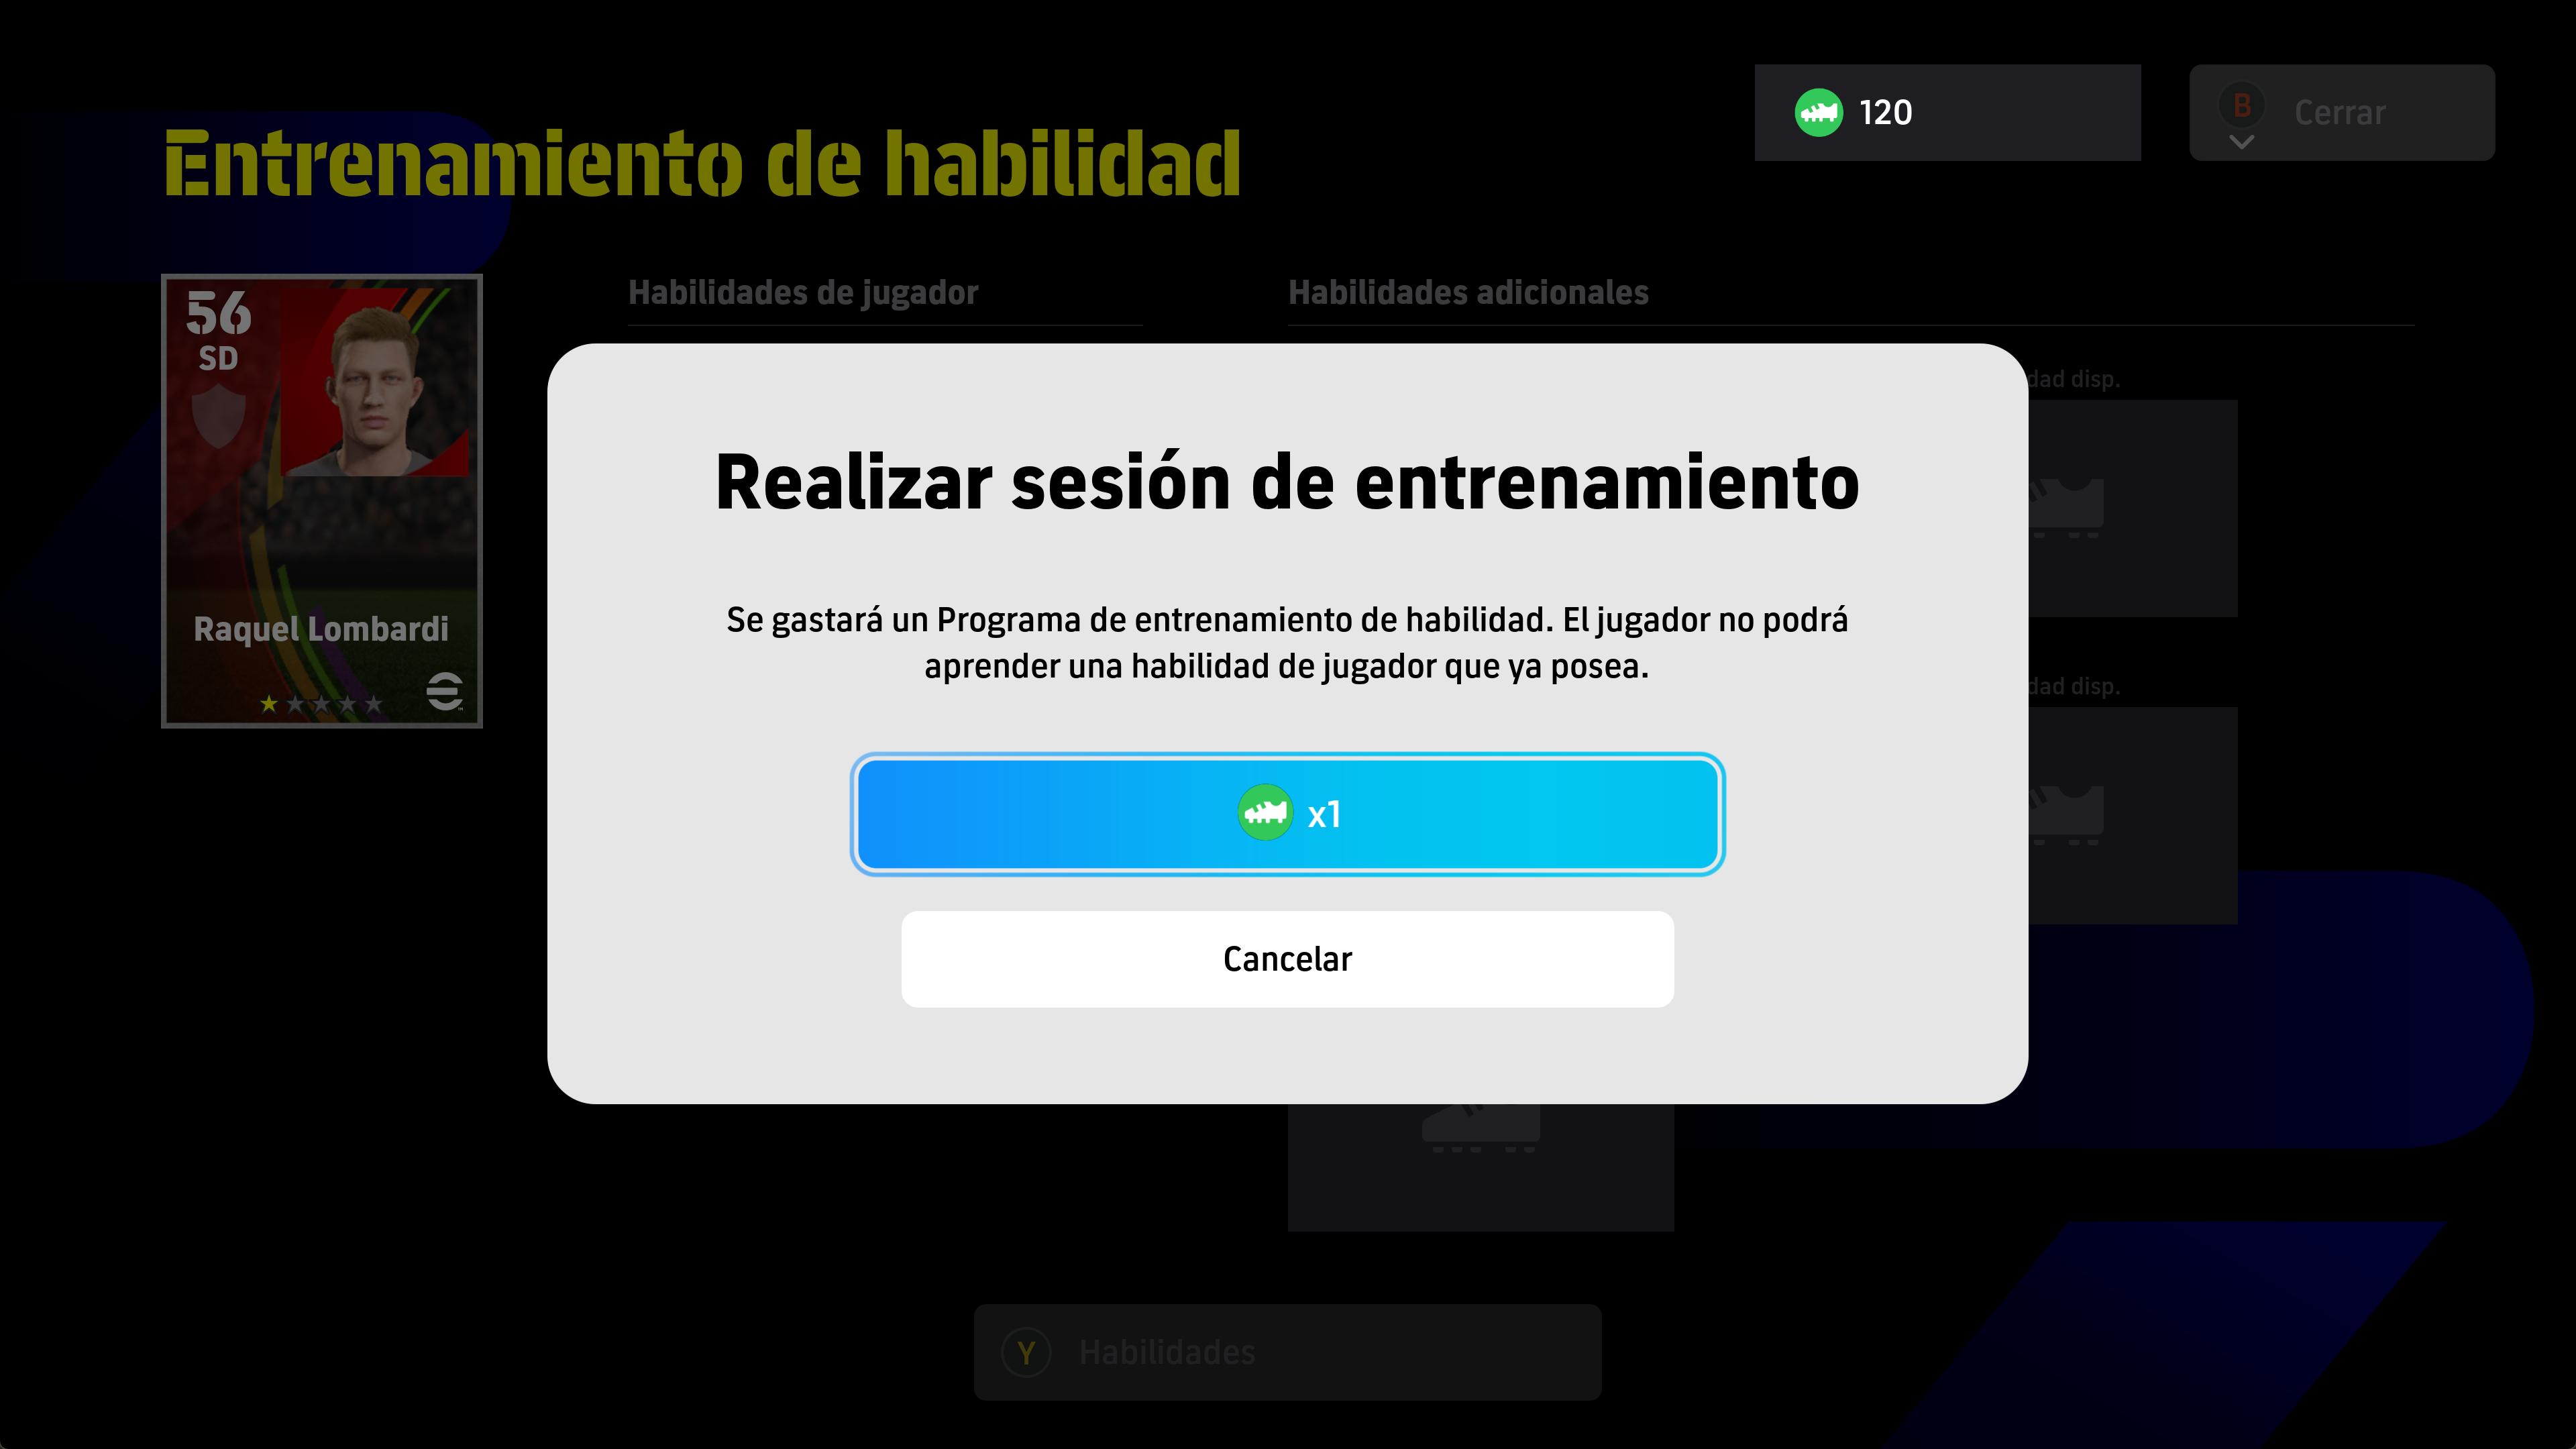 120
B
Cerrar
Entrenamiento de habilidad
56
SD
Raquel Lombardi
Habilidades de jugador
Habilidades adicionales
dad disp.
dad disp.
Realizar sesión de entrenamiento
Se gastará un Programa de entrenamiento de habilidad. El jugador no podrá
aprender una habilidad de jugador que ya posea.
x1
Cancelar
Y
Habilidades